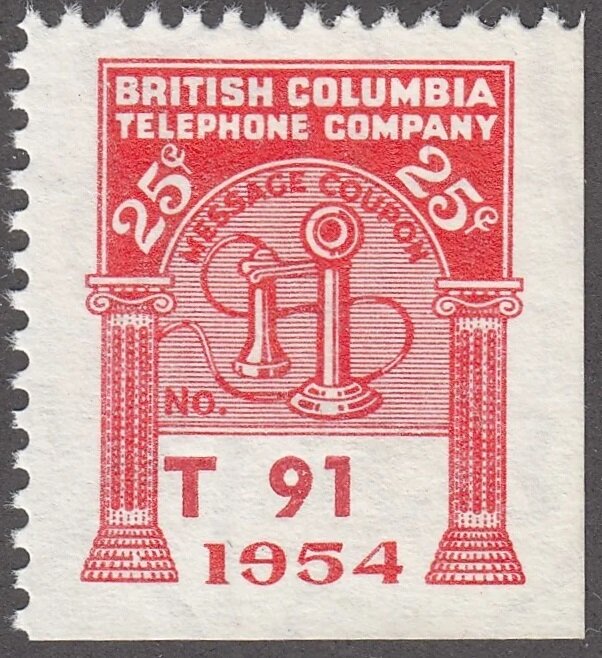 BRITISH COLUMBIA
TELEPHONE COMPANY
25¢ 25¢
MESSAGE COUPON
NO.
T 91
1954